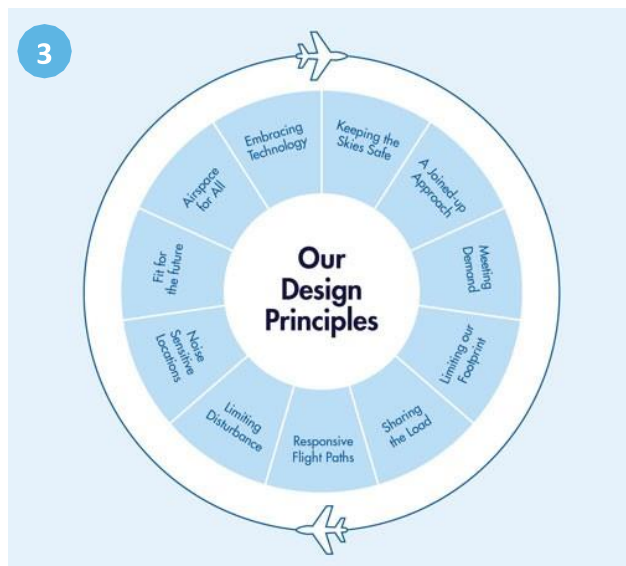 3
Our
Design
Principles
Keeping the
Skies Safe
A Joined-up
Approach
Meeting
Demand
Limiting our
Footprint
Sharing
the Load
Responsive
Flight Paths
Limiting
Disturbance
Noise
Sensitive
Locations
Fit for
the future
Airspace
for All
Embracing
Technology